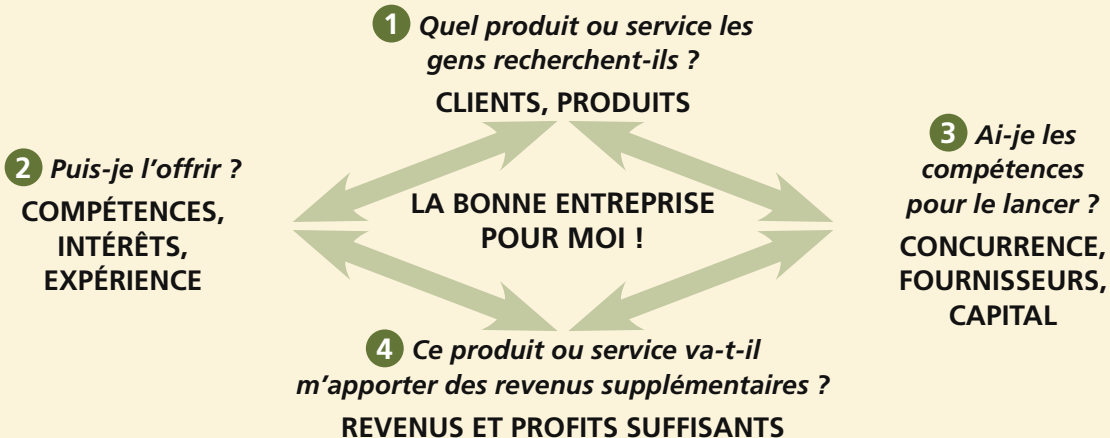 1 Quel produit ou service les
gens recherchent-ils ?
CLIENTS, PRODUITS
2 Puis-je l'offrir ?
COMPÉTENCES,
INTÉRÊTS,
EXPÉRIENCE
LA BONNE ENTREPRISE
POUR MOI !
3 Ai-je les
compétences
pour le lancer ?
CONCURRENCE,
FOURNISSEURS,
CAPITAL
4 Ce produit ou service va-t-il
m'apporter des revenus supplémentaires ?
REVENUS ET PROFITS SUFFISANTS